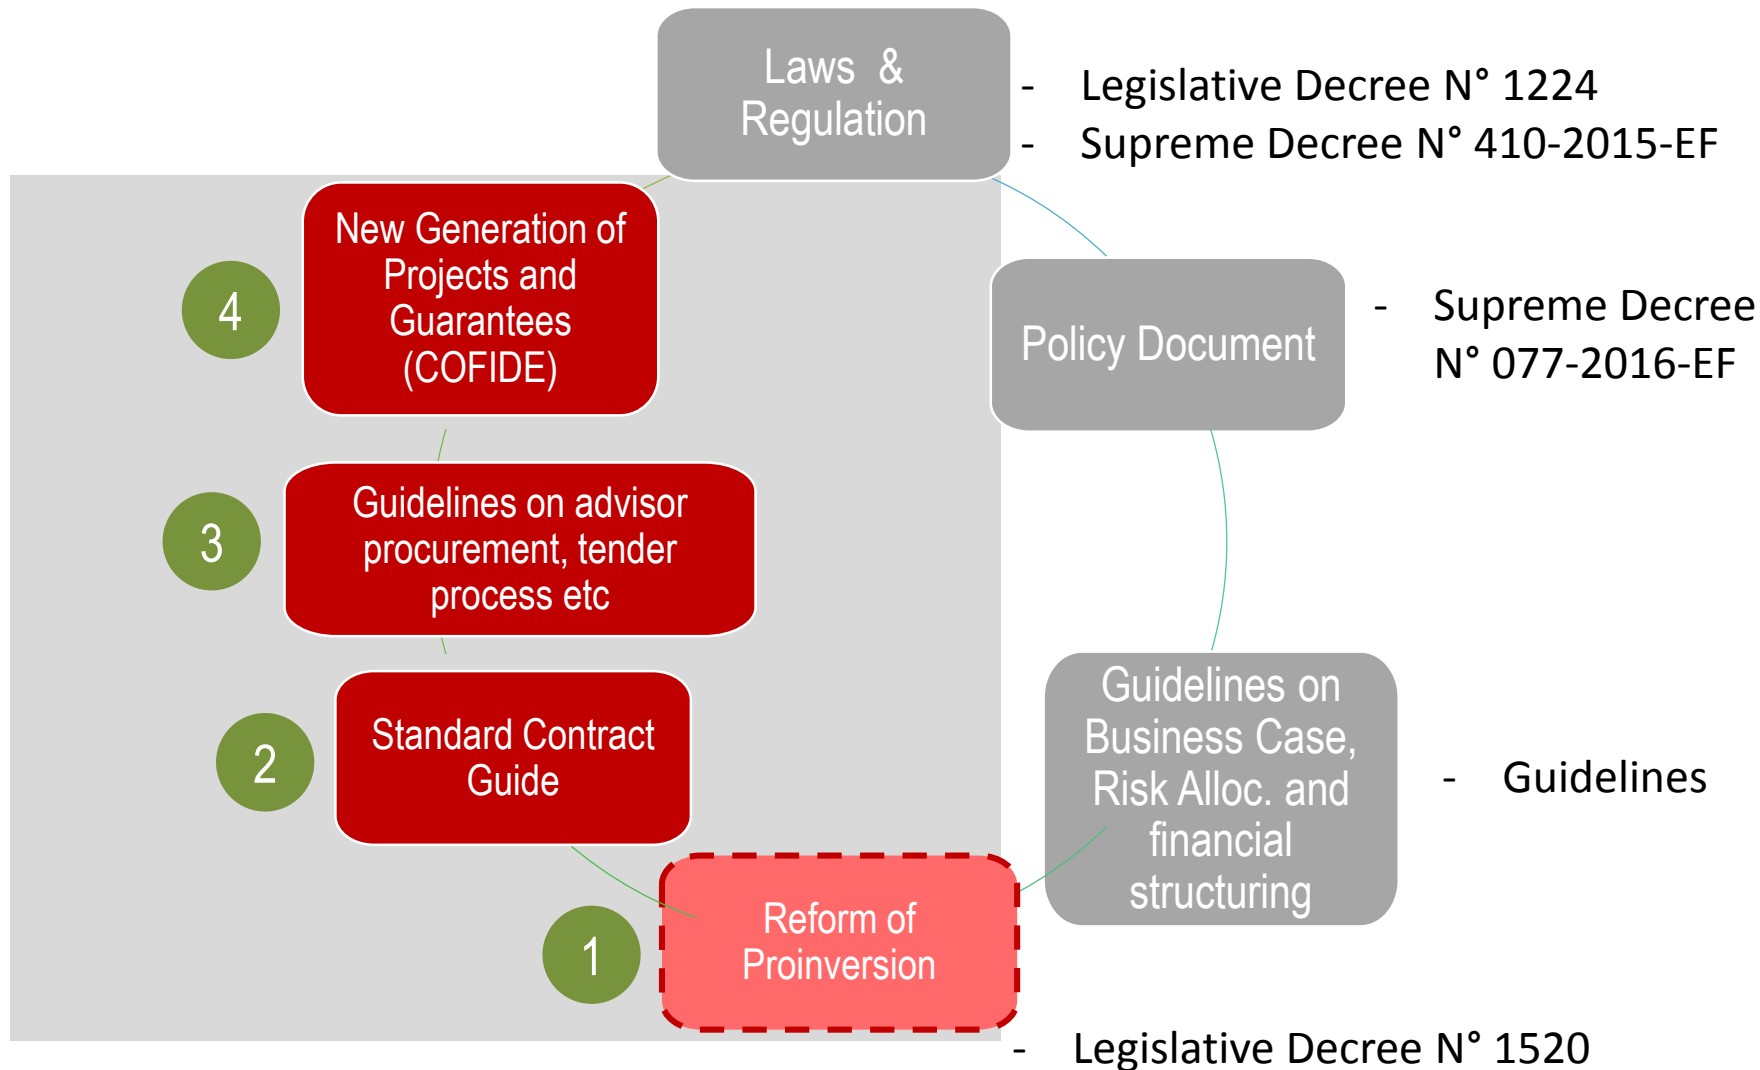 Laws &
Regulation
- Legislative Decree N° 1224
- Supreme Decree N° 410-2015-EF
Policy Document
- Supreme Decree
N° 077-2016-EF
Guidelines on
Business Case,
Risk Alloc. and
financial
structuring
- Guidelines
1
Reform of
Proinversion
- Legislative Decree N° 1520
2
Standard Contract
Guide
3
Guidelines on advisor
procurement, tender
process etc
4
New Generation of
Projects and
Guarantees
(COFIDE)